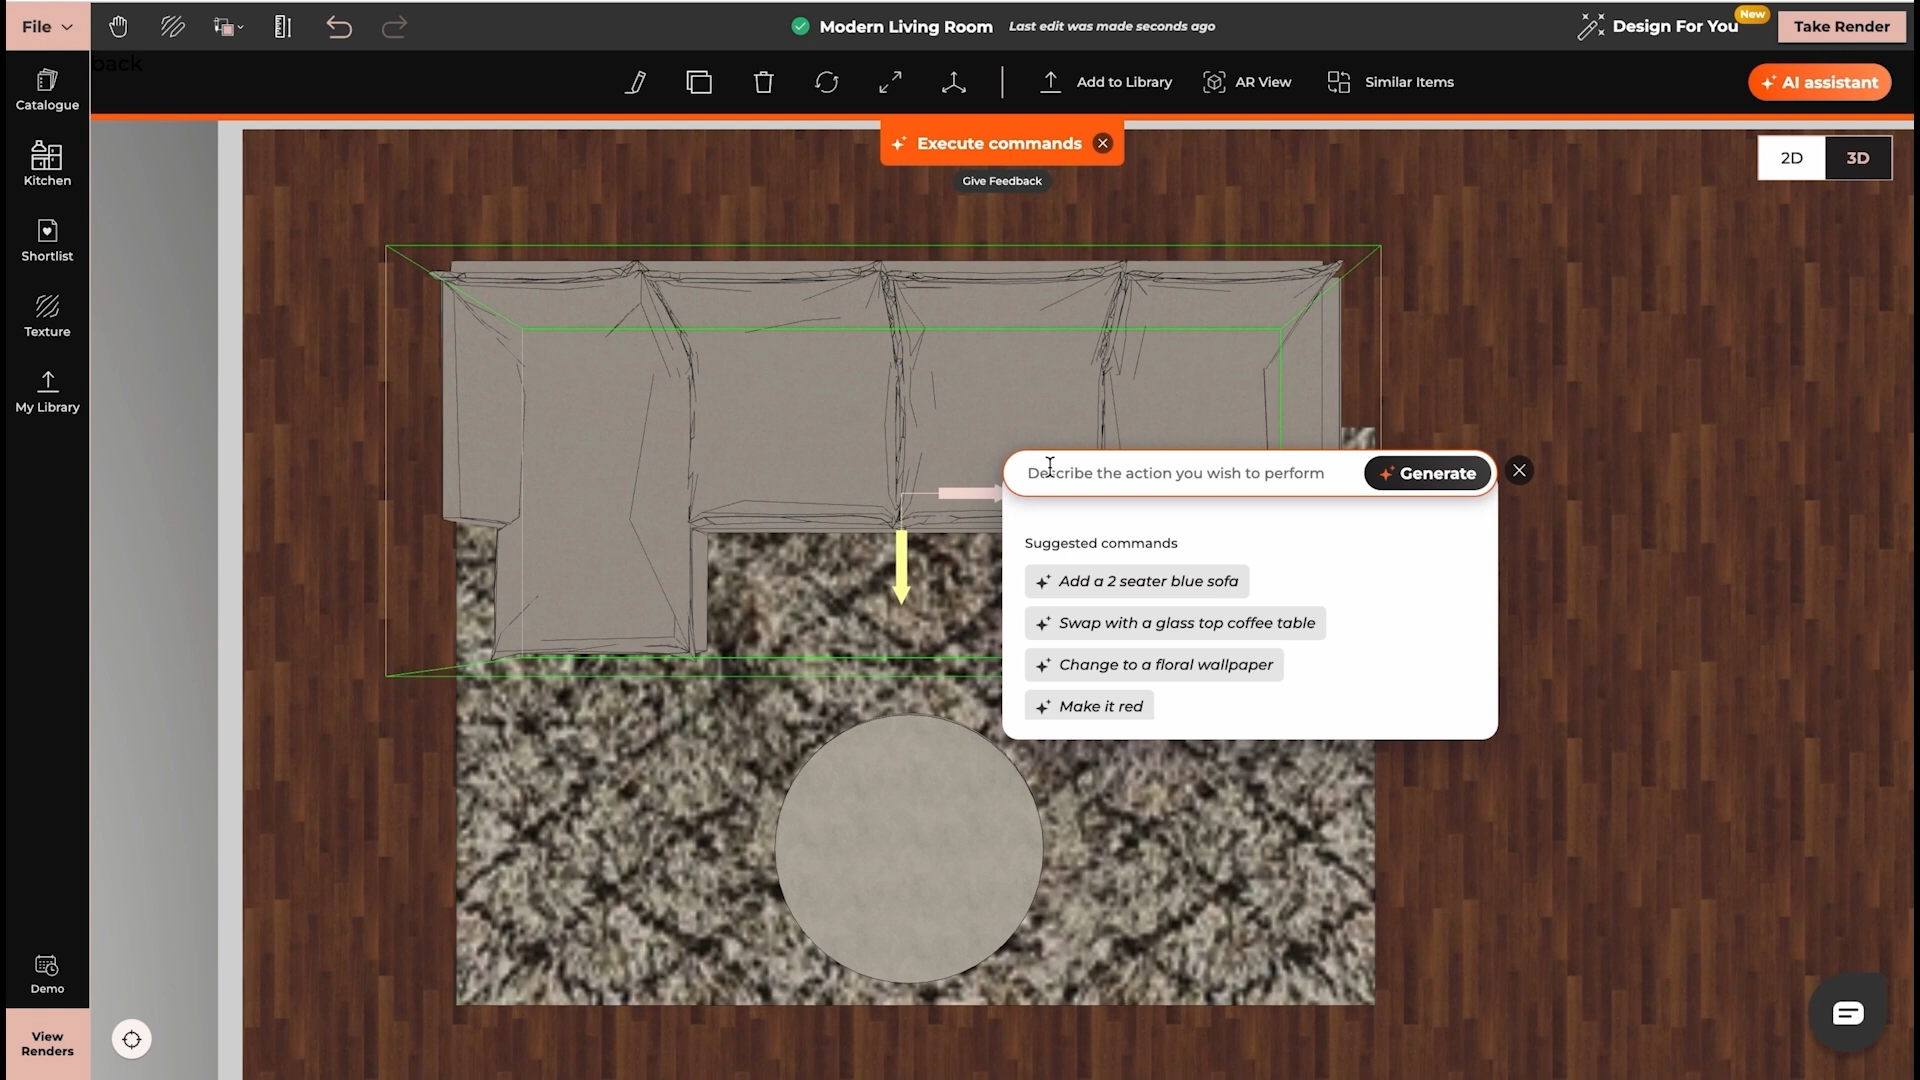 File
Modern Living Room
Last edit was made seconds ago
Design For You
New
Take Render
back
Add to Library
AR View
Similar Items
AI assistant
Catalogue
Kitchen
Shortlist
Texture
My Library
Demo
View
Renders
Execute commands
Give Feedback
2D
3D
Describe the action you wish to perform
Generate
Suggested commands
Add a 2 seater blue sofa
Swap with a glass top coffee table
Change to a floral wallpaper
Make it red